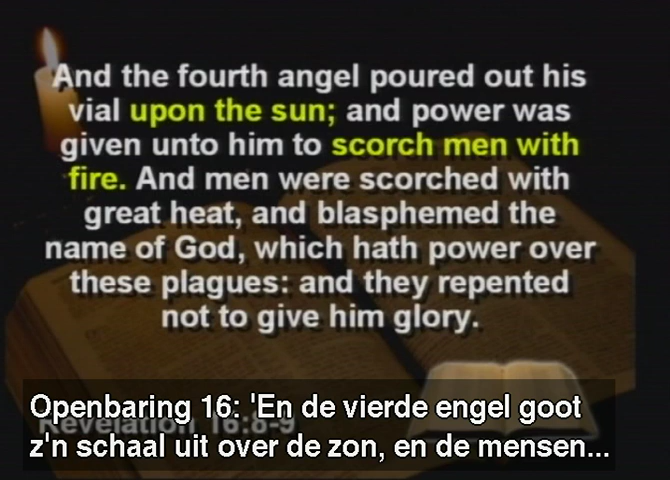 And the fourth angel poured out his
vial upon the sun; and power was
given unto him to scorch men with
fire. And men were scorched with
great heat, and blasphemed the
name of God, which hath power over
these plagues: and they repented
not to give him glory.
Revelation 16:8-9
Openbaring 16: 'En de vierde engel goot
z'n schaal uit over de zon, en de mensen...